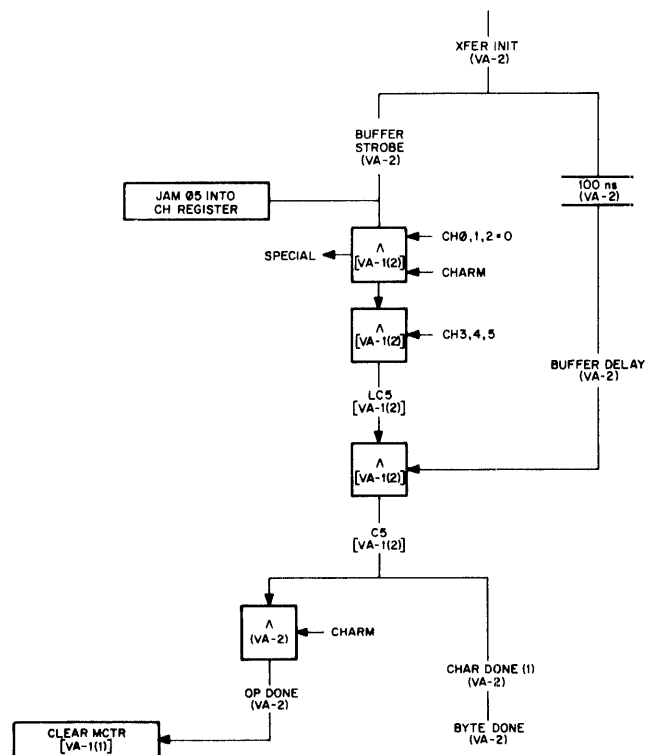 XFER INIT
(VA-2)
BUFFER
STROBE
(VA-2)
100 ns
(VA-2)
JAM Ø5 INTO
CH REGISTER
CHØ,1,2=0
SPECIAL
Λ
[VA-1(2)]
CHARM
Λ
[VA-1(2)]
CH3,4,5
BUFFER DELAY
(VA-2)
LC5
[VA-1(2)]
Λ
[VA-1(2)]
C5
[VA-1(2)]
Λ
(VA-2)
CHARM
CHAR DONE (1)
(VA-2)
OP DONE
(VA-2)
BYTE DONE
(VA-2)
CLEAR MCTR
[VA-1(1)]